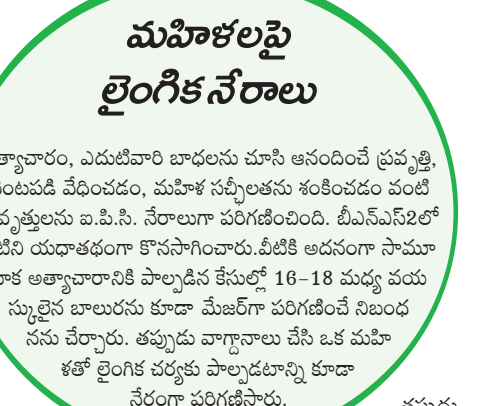 మహిళలపై
లైంగిక నేరాలు
త్యాచారం, ఎదుటివారి బాధలను చూసి ఆనందించే ప్రవృత్తి,
ంటపడి వేధించడం, మహిళ సచ్ఛీలతను శంకించడం వంటి
వృత్తులను ఐ.పి.సి. నేరాలుగా పరిగణించింది. బీఎన్ఎస్2లో
టిని యధాతథంగా కొనసాగించారు.వీటికి అదనంగా సామూ
ాక అత్యాచారానికి పాల్పడిన కేసుల్లో 16-18 మధ్య వయ
స్కులైన బాలురను కూడా మేజర్‌గా పరిగణించే నిబంధ
నను చేర్చారు. తప్పుడు వాగ్దానాలు చేసి ఒక మహి
ళతో లైంగిక చర్యకు పాల్పడటాన్ని కూడా
నేరంగా పరిగణిస్తారు.